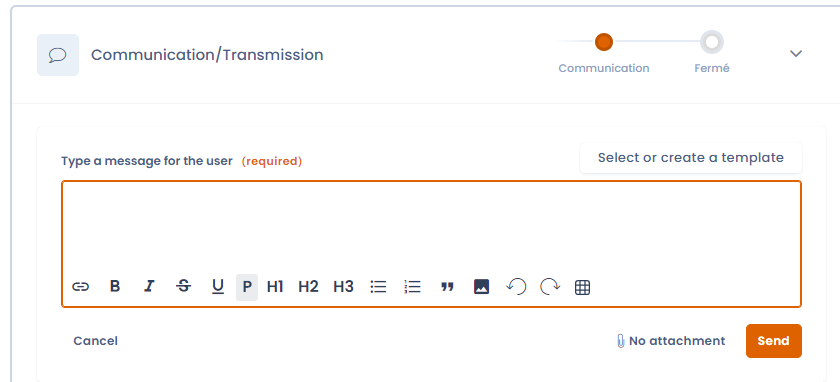 Communication/Transmission
Communication
Fermé
Type a message for the user (required)
Select or create a template
B I S U P H1 H2 H3
Cancel
No attachment
Send